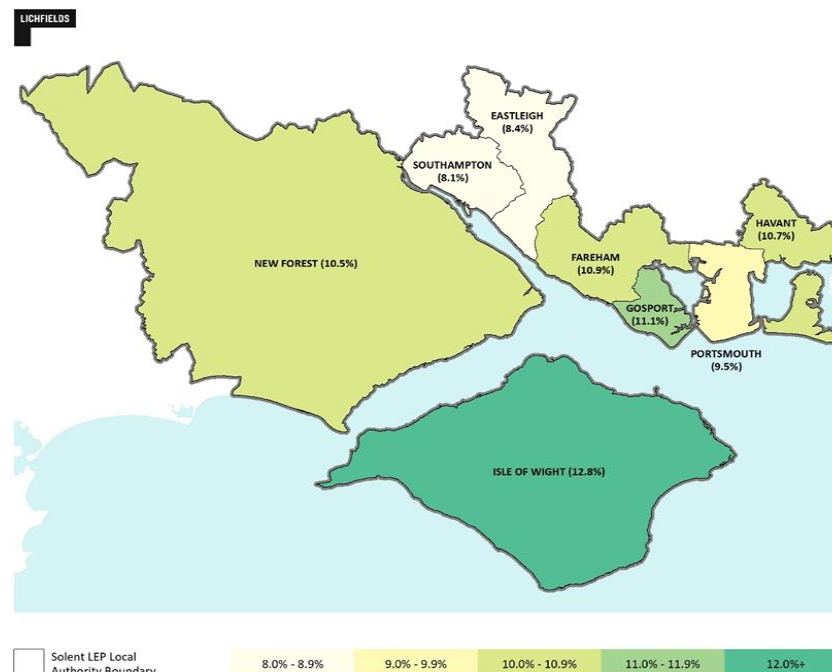 LICHFIELDS
EASTLEIGH
(8.4%)
SOUTHAMPTON
(8.1%)
HAVANT
(10.7%)
NEW FOREST (10.5%)
FAREHAM
(10.9%)
GOSPORT
(11.1%)
PORTSMOUTH
(9.5%)
ISLE OF WIGHT (12.8%)
Solent LEP Local
Authority Boundary
8.0% - 8.9%
9.0% - 9.9%
10.0% - 10.9%
11.0% - 11.9%
12.0%+